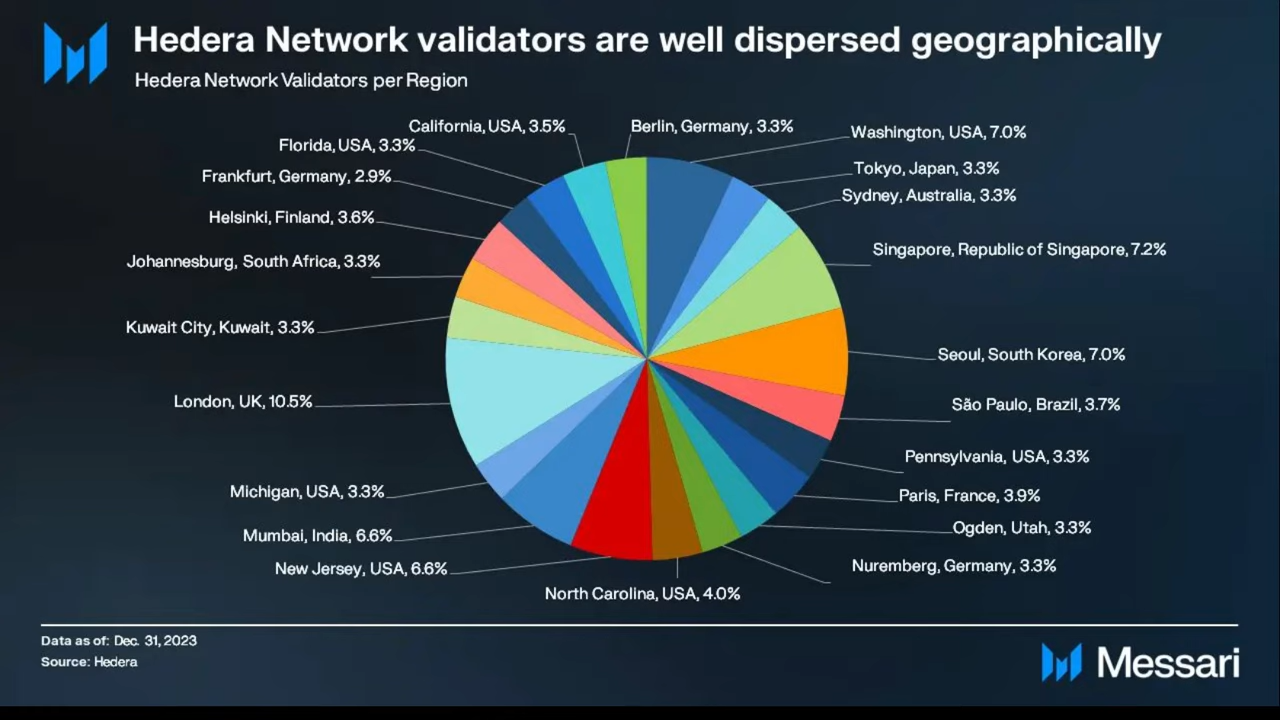 Hedera Network validators are well dispersed geographically
Hedera Network Validators per Region
California, USA, 3.5%
Berlin, Germany, 3.3%
Washington, USA, 7.0%
Florida, USA, 3.3%
Tokyo, Japan, 3.3%
Frankfurt, Germany, 2.9%
Sydney, Australia, 3.3%
Helsinki, Finland, 3.6%
Singapore, Republic of Singapore, 7.2%
Johannesburg, South Africa, 3.3%
Kuwait City, Kuwait, 3.3%
Seoul, South Korea, 7.0%
London, UK, 10.5%
São Paulo, Brazil, 3.7%
Pennsylvania, USA, 3.3%
Michigan, USA, 3.3%
Paris, France, 3.9%
Mumbai, India, 6.6%
Ogden, Utah, 3.3%
New Jersey, USA, 6.6%
Nuremberg, Germany, 3.3%
North Carolina, USA, 4.0%
Data as of: Dec. 31, 2023
Source: Hedera
Messari